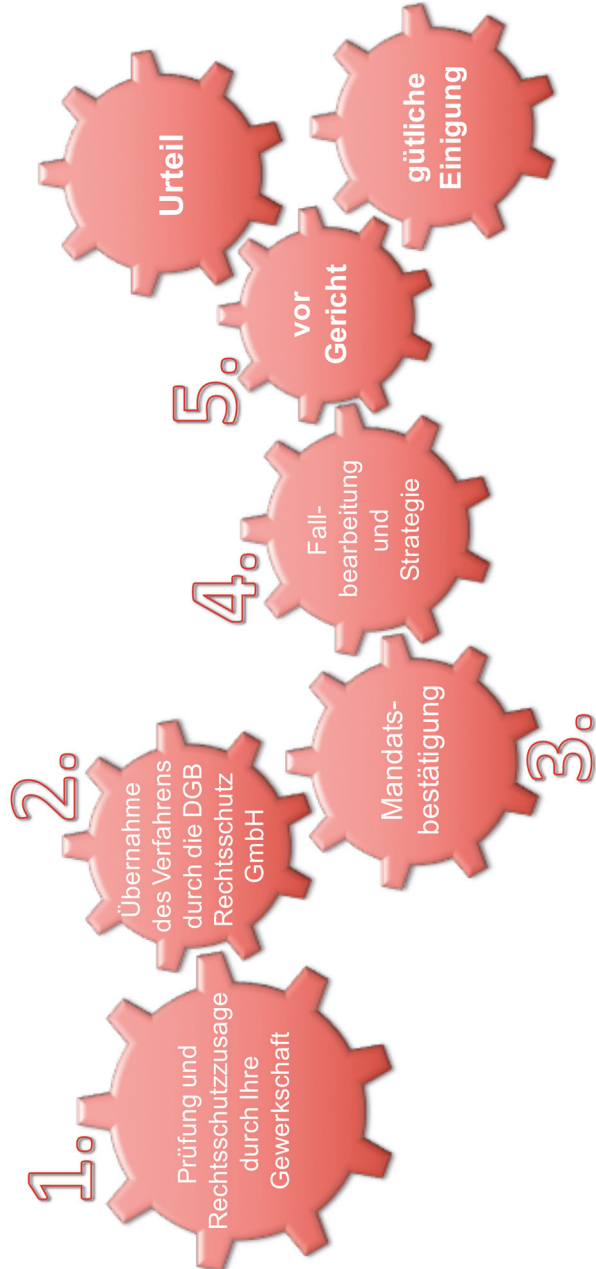 1.
Prüfung und
Rechtsschutzzusage
durch Ihre
Gewerkschaft
2.
Übernahme
des Verfahrens
durch die DGB
Rechtsschutz
GmbH
3.
Mandats-
bestätigung
4.
Fall-
bearbeitung
und
Strategie
5.
vor
Gericht
Urteil
gütliche
Einigung